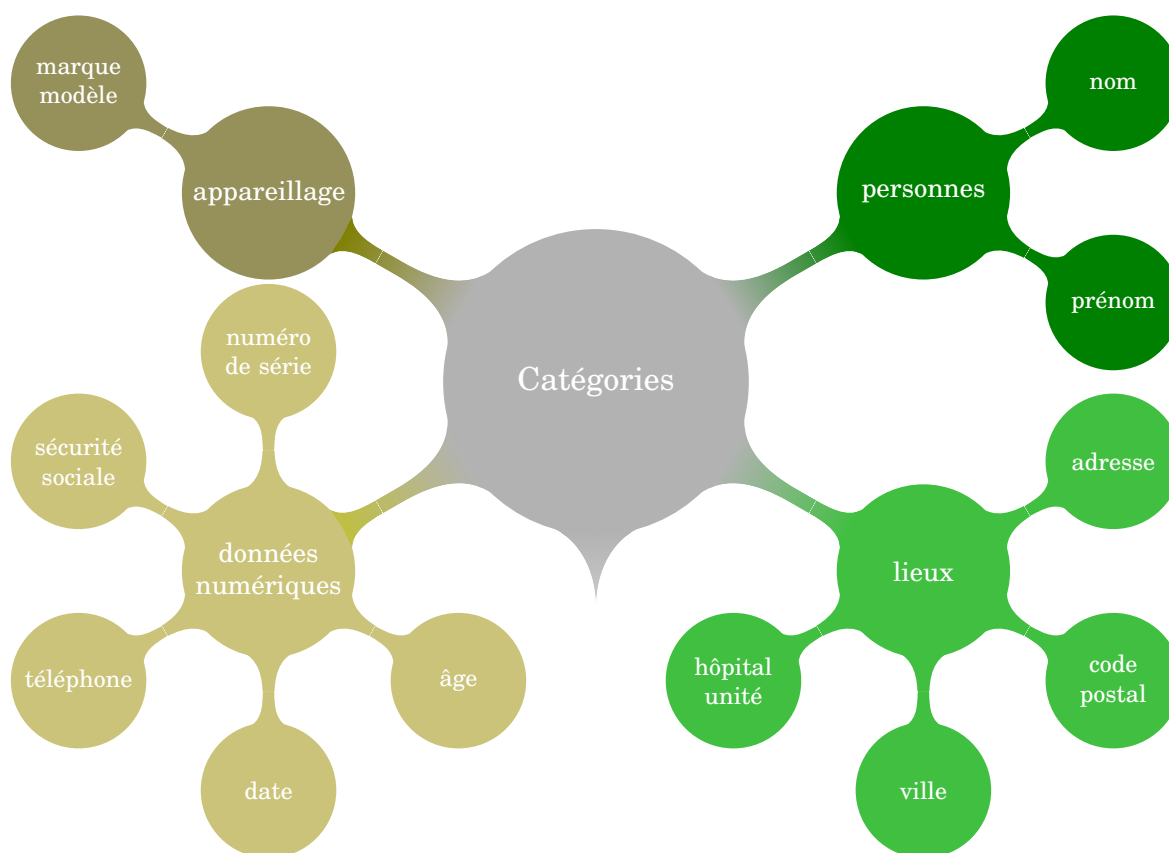 marque
modèle
appareillage
nom
personnes
prénom
Catégories
numéro
de série
sécurité
sociale
données
numériques
téléphone
date
âge
adresse
lieux
hôpital
unité
code
postal
ville